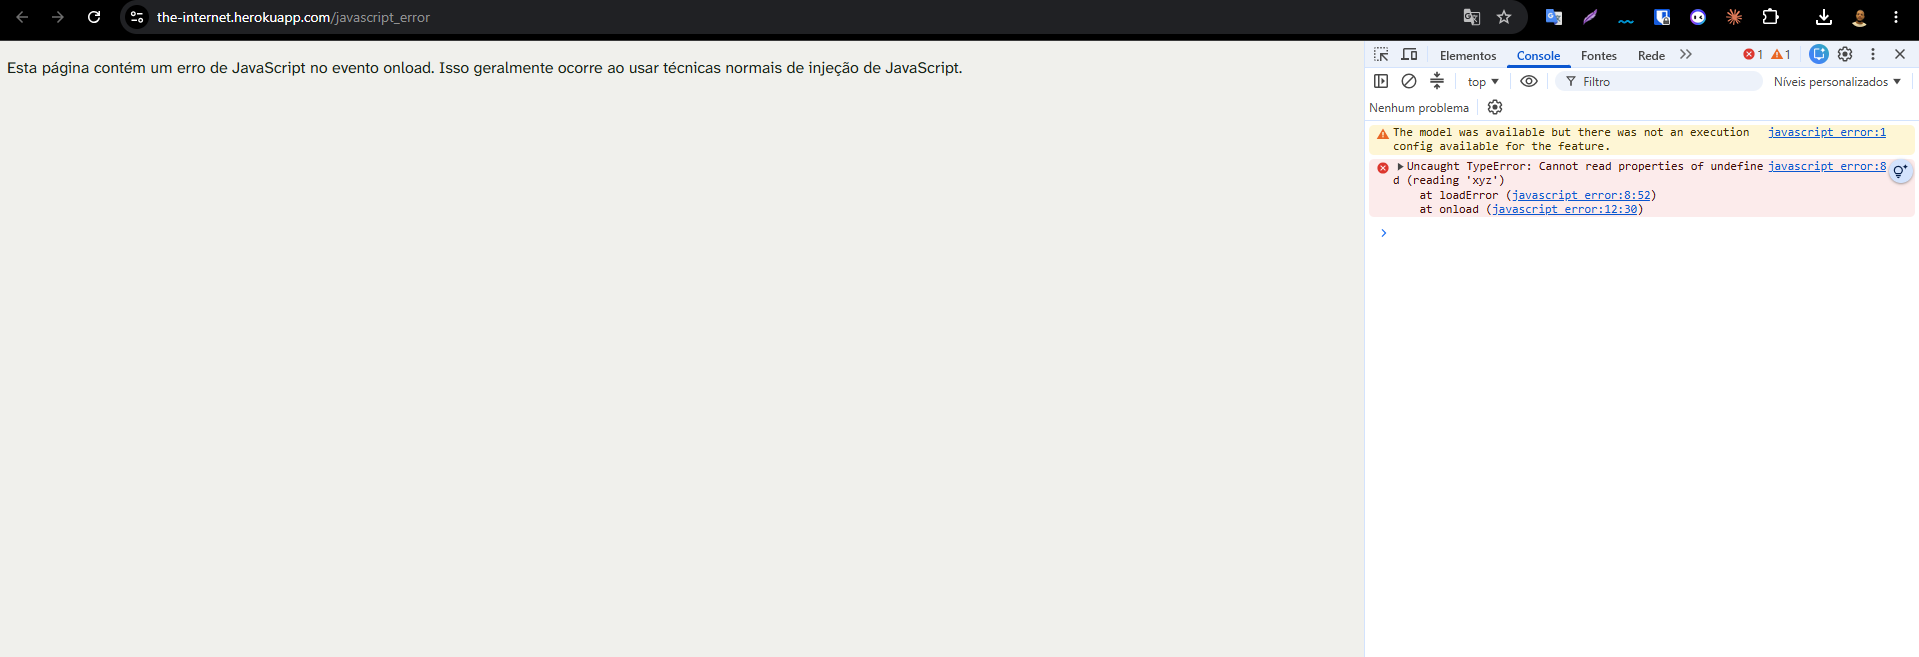 the-internet.herokuapp.com/javascript_error
Esta página contém um erro de JavaScript no evento onload. Isso geralmente ocorre ao usar técnicas normais de injeção de JavaScript.
Elementos Console Fontes Rede 1 1
top Filtro Níveis personalizados
Nenhum problema
The model was available but there was not an execution javascript_error:1
config available for the feature.
Uncaught TypeError: Cannot read properties of undefine javascript_error:8
d (reading 'xyz')
at loadError (javascript_error:8:52)
at onload (javascript_error:12:30)